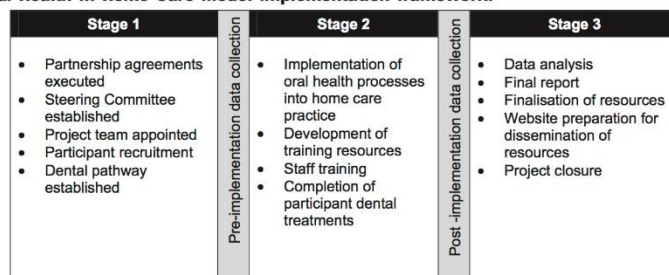 Stage 1
• Partnership agreements
executed
• Steering Committee
established
• Project team appointed
• Participant recruitment
• Dental pathway
established
Pre-implementation data collection
Stage 2
• Implementation of
oral health processes
into home care
practice
• Development of
training resources
• Staff training
• Completion of
participant dental
treatments
Post -implementation data collection
Stage 3
• Data analysis
• Final report
• Finalisation of resources
• Website preparation for
dissemination of
resources
• Project closure